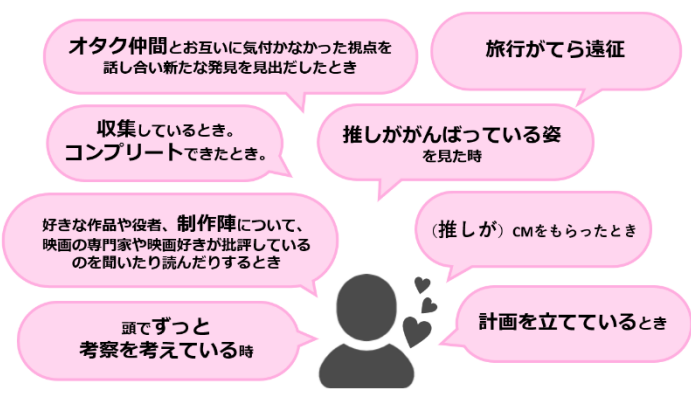 オタク仲間とお互いに気付かなかった視点を
話し合い新たな発見を見出だしたとき
旅行がてら遠征
収集しているとき。
コンプリートできたとき。
推しががんばっている姿
を見た時
好きな作品や役者、制作陣について、
映画の専門家や映画好きが批評している
のを聞いたり読んだりするとき
（推しが）CMをもらったとき
頭でずっと
考察を考えている時
計画を立てているとき